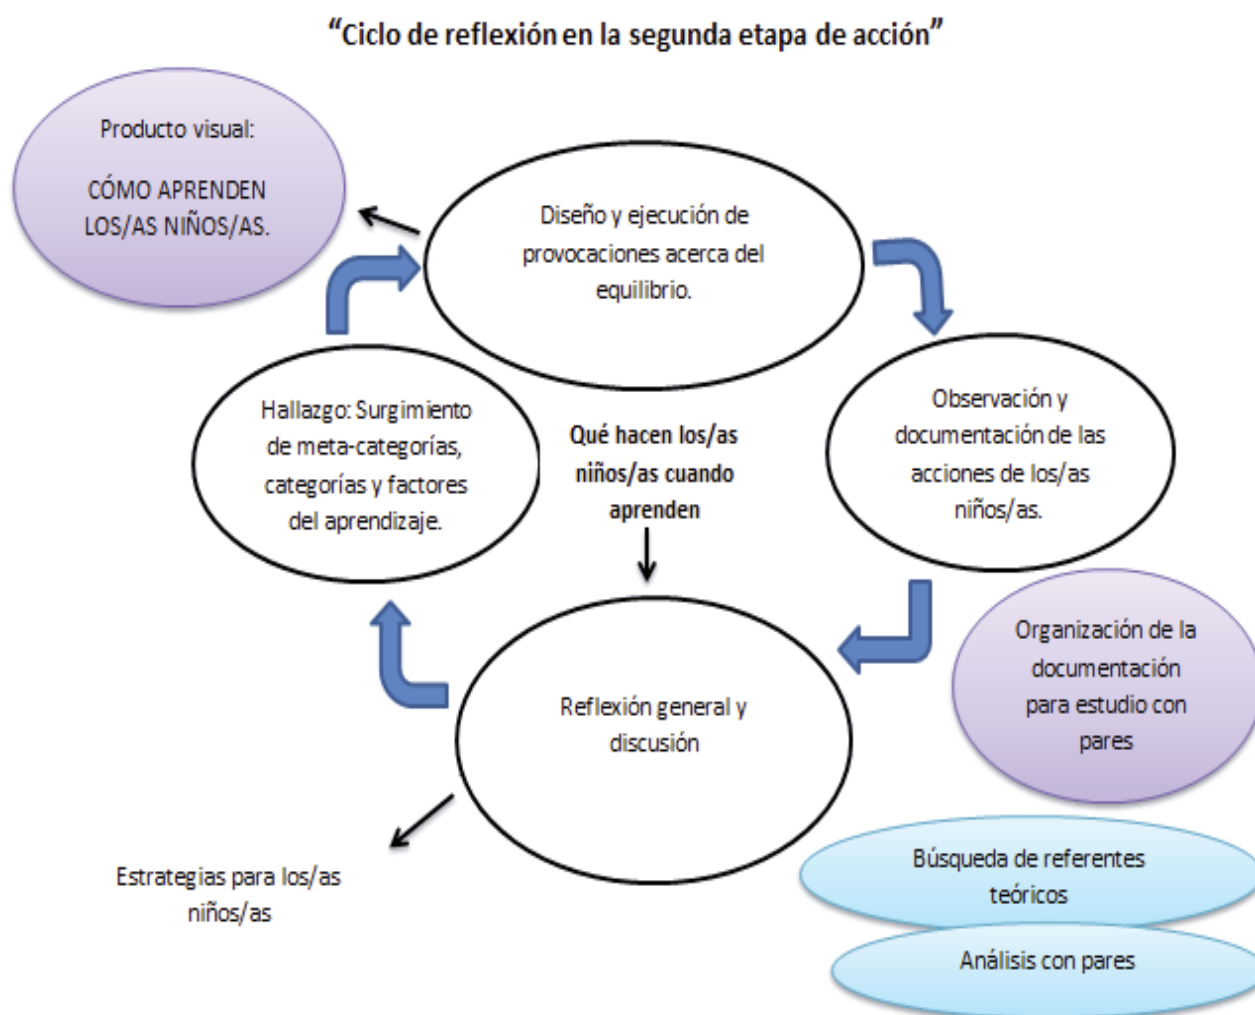 “Ciclo de reflexión en la segunda etapa de acción”
Producto visual:
CÓMO APRENDEN
LOS/AS NIÑOS/AS.
Diseño y ejecución de
provocaciones acerca del
equilibrio.
Hallazgo: Surgimiento
de meta-categorías,
categorías y factores
del aprendizaje.
Qué hacen los/as
niños/as cuando
aprenden
Observación y
documentación de las
acciones de los/as
niños/as.
Organización de la
documentación
para estudio con
pares
Reflexión general y
discusión
Estrategias para los/as
niños/as
Búsqueda de referentes
teóricos
Análisis con pares